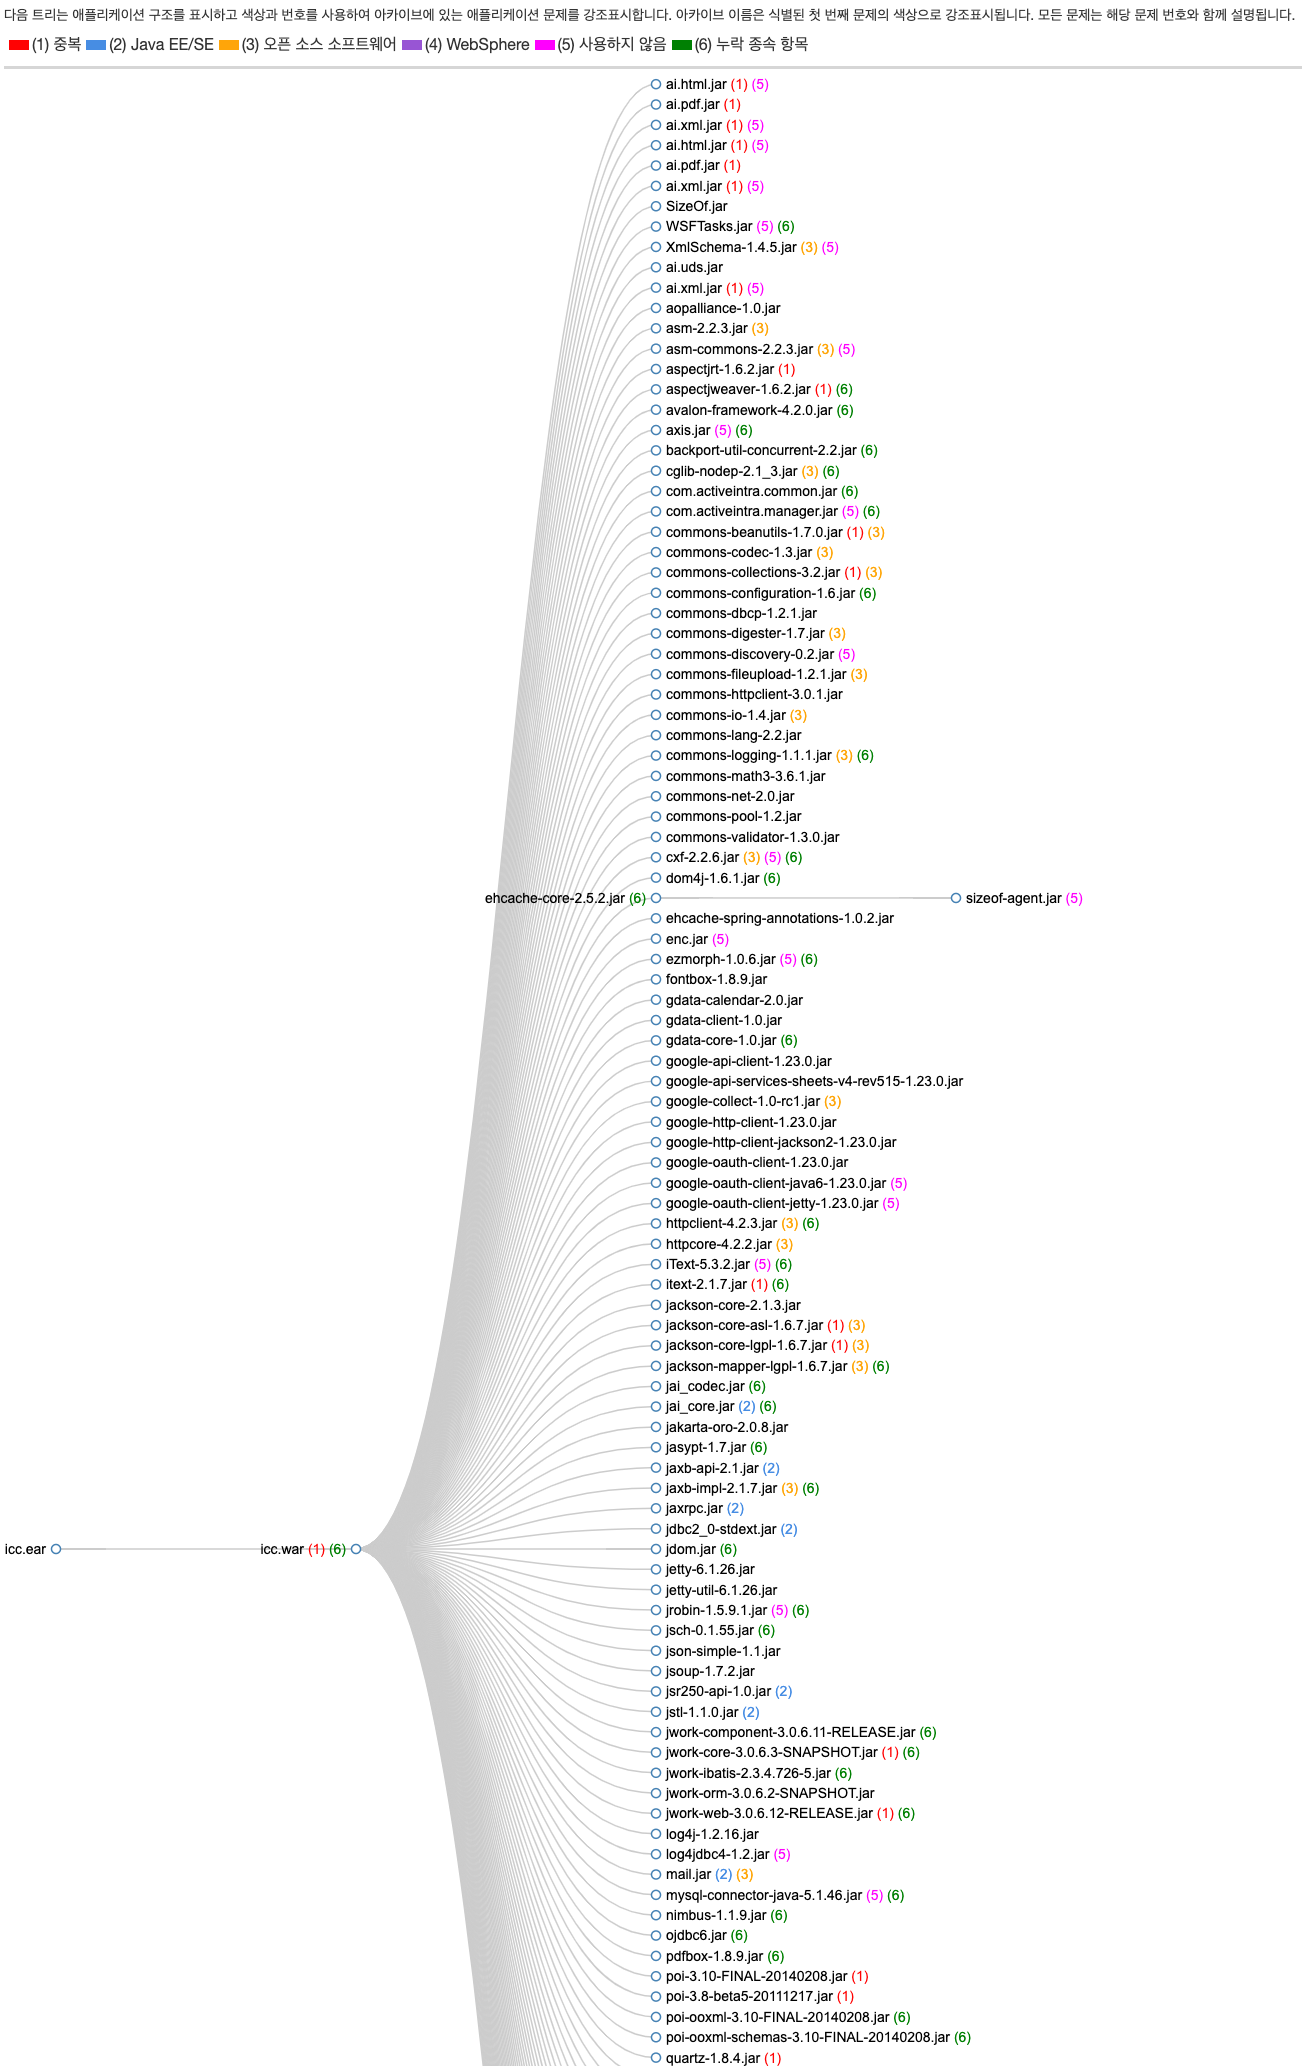 다음 트리는 애플리케이션 구조를 표시하고 색상과 번호를 사용하여 아카이브에 있는 애플리케이션 문제를 강조표시합니다. 아카이브 이름은 식별된 첫 번째 문제의 색상으로 강조표시됩니다. 모든 문제는 해당 문제 번호와 함께 설명됩니다.
(1) 중복 (2) Java EE/SE (3) 오픈 소스 소프트웨어 (4) WebSphere (5) 사용하지 않음 (6) 누락 종속 항목
ai.html.jar (1) (5)
ai.pdf.jar (1)
ai.xml.jar (1) (5)
ai.html.jar (1) (5)
ai.pdf.jar (1)
ai.xml.jar (1) (5)
SizeOf.jar
WSFTasks.jar (5) (6)
XmlSchema-1.4.5.jar (3) (5)
ai.uds.jar
ai.xml.jar (1) (5)
aopalliance-1.0.jar
asm-2.2.3.jar (3)
asm-commons-2.2.3.jar (3) (5)
aspectjrt-1.6.2.jar (1)
aspectjweaver-1.6.2.jar (1) (6)
avalon-framework-4.2.0.jar (6)
axis.jar (5) (6)
backport-util-concurrent-2.2.jar (6)
cglib-nodep-2.1_3.jar (3) (6)
com.activeintra.common.jar (6)
com.activeintra.manager.jar (5) (6)
commons-beanutils-1.7.0.jar (1) (3)
commons-codec-1.3.jar (3)
commons-collections-3.2.jar (1) (3)
commons-configuration-1.6.jar (6)
commons-dbcp-1.2.1.jar
commons-digester-1.7.jar (3)
commons-discovery-0.2.jar (5)
commons-fileupload-1.2.1.jar (3)
commons-httpclient-3.0.1.jar
commons-io-1.4.jar (3)
commons-lang-2.2.jar
commons-logging-1.1.1.jar (3) (6)
commons-math3-3.6.1.jar
commons-net-2.0.jar
commons-pool-1.2.jar
commons-validator-1.3.0.jar
cxf-2.2.6.jar (3) (5) (6)
dom4j-1.6.1.jar (6)
ehcache-core-2.5.2.jar (6) sizeof-agent.jar (5)
ehcache-spring-annotations-1.0.2.jar
enc.jar (5)
ezmorph-1.0.6.jar (5) (6)
fontbox-1.8.9.jar
gdata-calendar-2.0.jar
gdata-client-1.0.jar
gdata-core-1.0.jar (6)
google-api-client-1.23.0.jar
google-api-services-sheets-v4-rev515-1.23.0.jar
google-collect-1.0-rc1.jar (3)
google-http-client-1.23.0.jar
google-http-client-jackson2-1.23.0.jar
google-oauth-client-1.23.0.jar
google-oauth-client-java6-1.23.0.jar (5)
google-oauth-client-jetty-1.23.0.jar (5)
httpclient-4.2.3.jar (3) (6)
httpcore-4.2.2.jar (3)
iText-5.3.2.jar (5) (6)
itext-2.1.7.jar (1) (6)
jackson-core-2.1.3.jar
jackson-core-asl-1.6.7.jar (1) (3)
jackson-core-lgpl-1.6.7.jar (1) (3)
jackson-mapper-lgpl-1.6.7.jar (3) (6)
jai_codec.jar (6)
jai_core.jar (2) (6)
jakarta-oro-2.0.8.jar
jasypt-1.7.jar (6)
jaxb-api-2.1.jar (2)
jaxb-impl-2.1.7.jar (3) (6)
jaxrpc.jar (2)
jdbc2_0-stdext.jar (2)
icc.ear icc.war (1) (6) jdom.jar (6)
jetty-6.1.26.jar
jetty-util-6.1.26.jar
jrobin-1.5.9.1.jar (5) (6)
jsch-0.1.55.jar (6)
json-simple-1.1.jar
jsoup-1.7.2.jar
jsr250-api-1.0.jar (2)
jstl-1.1.0.jar (2)
jwork-component-3.0.6.11-RELEASE.jar (6)
jwork-core-3.0.6.3-SNAPSHOT.jar (1) (6)
jwork-ibatis-2.3.4.726-5.jar (6)
jwork-orm-3.0.6.2-SNAPSHOT.jar
jwork-web-3.0.6.12-RELEASE.jar (1) (6)
log4j-1.2.16.jar
log4jdbc4-1.2.jar (5)
mail.jar (2) (3)
mysql-connector-java-5.1.46.jar (5) (6)
nimbus-1.1.9.jar (6)
ojdbc6.jar (6)
pdfbox-1.8.9.jar (6)
poi-3.10-FINAL-20140208.jar (1)
poi-3.8-beta5-20111217.jar (1)
poi-ooxml-3.10-FINAL-20140208.jar (6)
poi-ooxml-schemas-3.10-FINAL-20140208.jar (6)
quartz-1.8.4.jar (1)